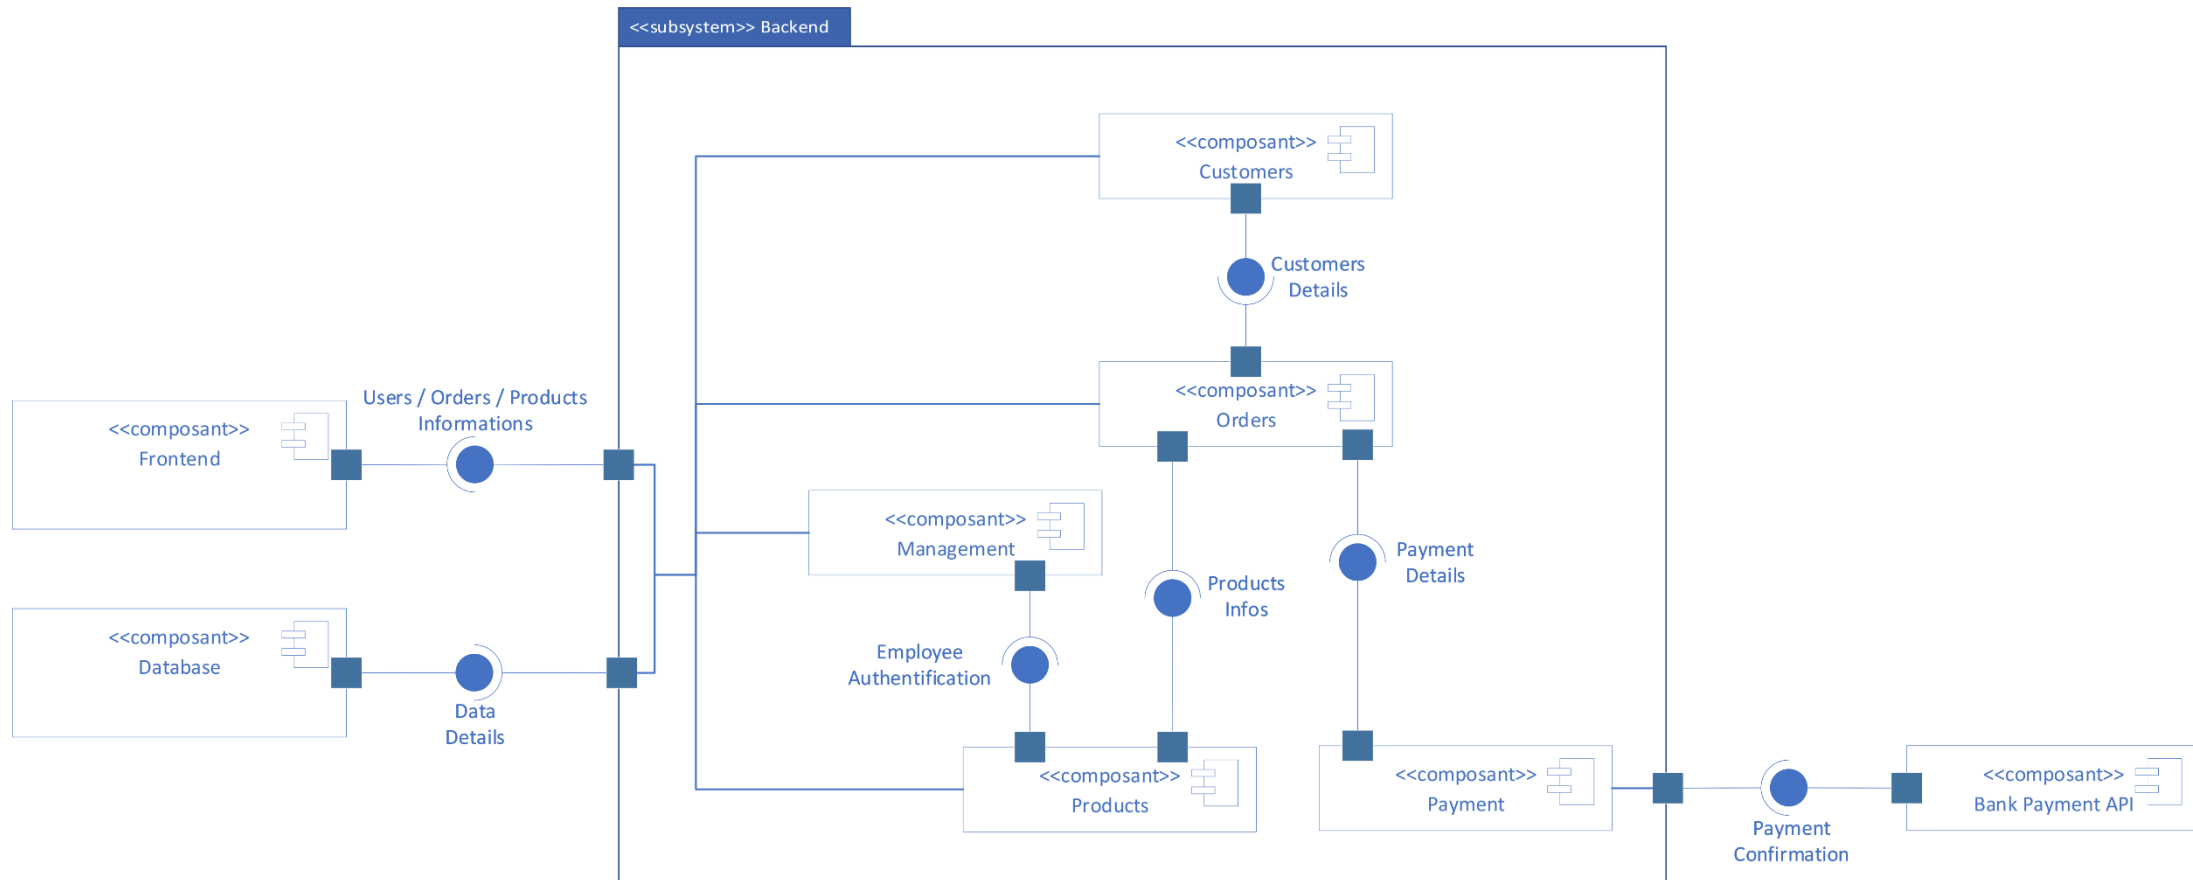 <<subsystem>> Backend
<<composant>>
Customers
Customers
Details
<<composant>>
Orders
Users / Orders / Products
Informations
<<composant>>
Frontend
<<composant>>
Management
Payment
Details
Products
Infos
<<composant>>
Database
Employee
Authentification
Data
Details
<<composant>>
Products
<<composant>>
Payment
<<composant>>
Bank Payment API
Payment
Confirmation